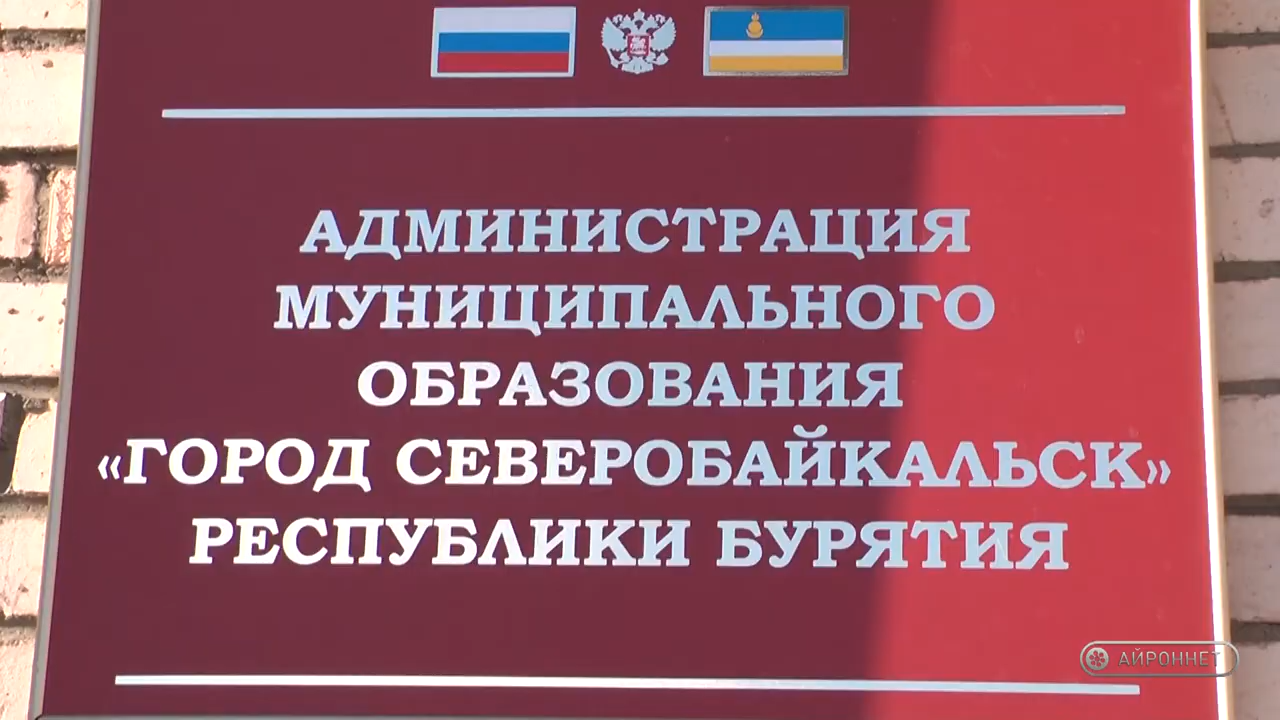 АДМИНИСТРАЦИЯ
МУНИЦИПАЛЬНОГО
ОБРАЗОВАНИЯ
«ГОРОД СЕВЕРОБАЙКАЛЬСК»
РЕСПУБЛИКИ БУРЯТИЯ
АЙРОННЕТ